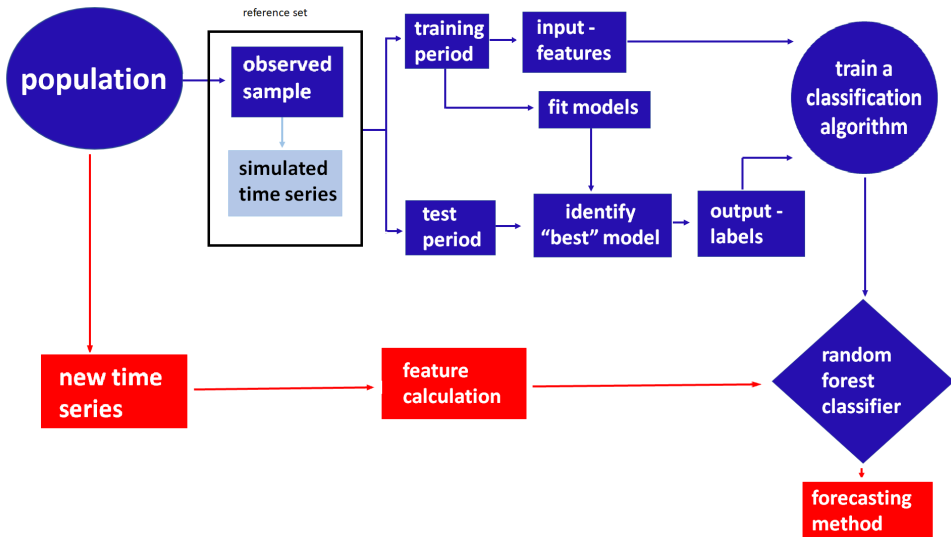 reference set
population
observed
sample
simulated
time series
training
period
input -
features
fit models
test
period
identify
“best” model
output -
labels
train a
classification
algorithm
new time
series
feature
calculation
random
forest
classifier
forecasting
method